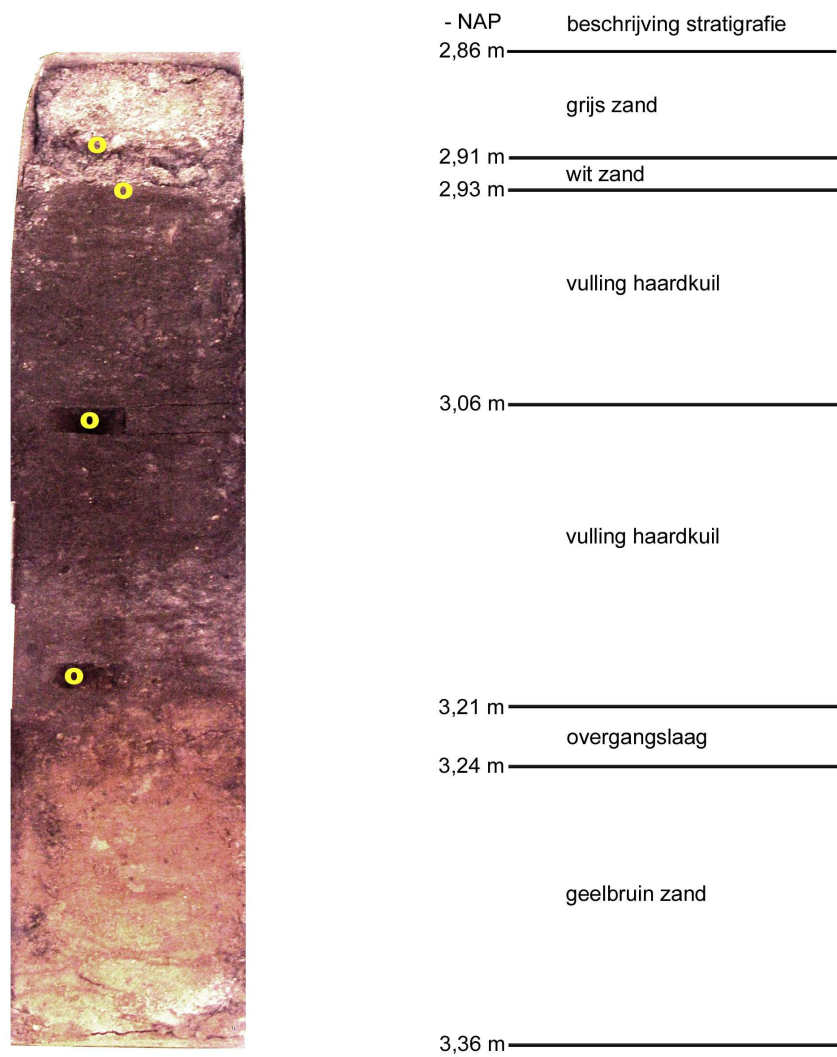 - NAP beschrijving stratigrafie
2,86 m
grijs zand
2,91 m
wit zand
2,93 m
vulling haardkuil
3,06 m
vulling haardkuil
3,21 m
overgangslaag
3,24 m
geelbruin zand
3,36 m